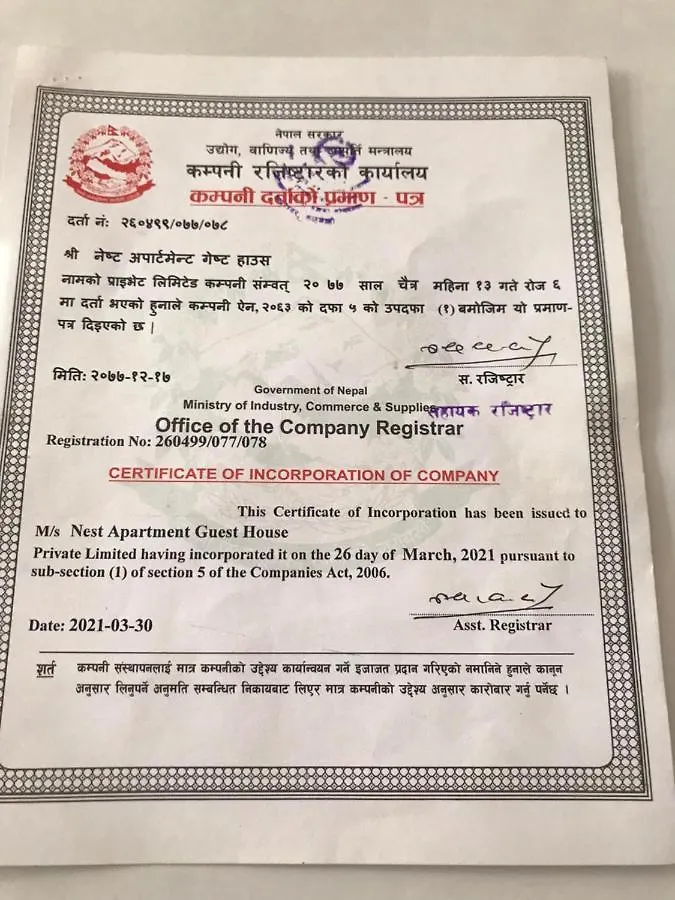 नेपाल सरकार
उद्योग, वाणिज्य तथा आपूर्ति मन्त्रालय
कम्पनी रजिष्ट्रारको कार्यालय
कम्पनी दर्ताको प्रमाण - पत्र
दर्ता नं: २६०४९९/०७७/०७८
श्री नेष्ट अपार्टमेन्ट गेष्ट हाउस
नामको प्राइभेट लिमिटेड कम्पनी संम्वत् २० ७७ साल चैत्र महिना १३ गते रोज ६
मा दर्ता भएको हुनाले कम्पनी ऐन, २०६३ को दफा ५ को उपदफा (१) बमोजिम यो प्रमाण-
पत्र दिइएको छ |
मिति: २०७७-१२-१७
स. रजिष्ट्रार
सहायक रजिष्ट्रार
Government of Nepal
Ministry of Industry, Commerce & Supplies
Office of the Company Registrar
Registration No: 260499/077/078
CERTIFICATE OF INCORPORATION OF COMPANY
This Certificate of Incorporation has been issued to
M/s Nest Apartment Guest House
Private Limited having incorporated it on the 26 day of March, 2021 pursuant to
sub-section (1) of section 5 of the Companies Act, 2006.
Date: 2021-03-30
Asst. Registrar
शर्त कम्पनी संस्थापनलाई मात्र कम्पनीको उद्देश्य कार्यान्वयन गर्ने इजाजत प्रदान गरिएको नमानिने हुनाले कानून
अनुसार लिनुपर्ने अनुमति सम्बन्धित निकायबाट लिएर मात्र कम्पनीको उद्देश्य अनुसार कारोबार गर्नु पर्नेछ ।